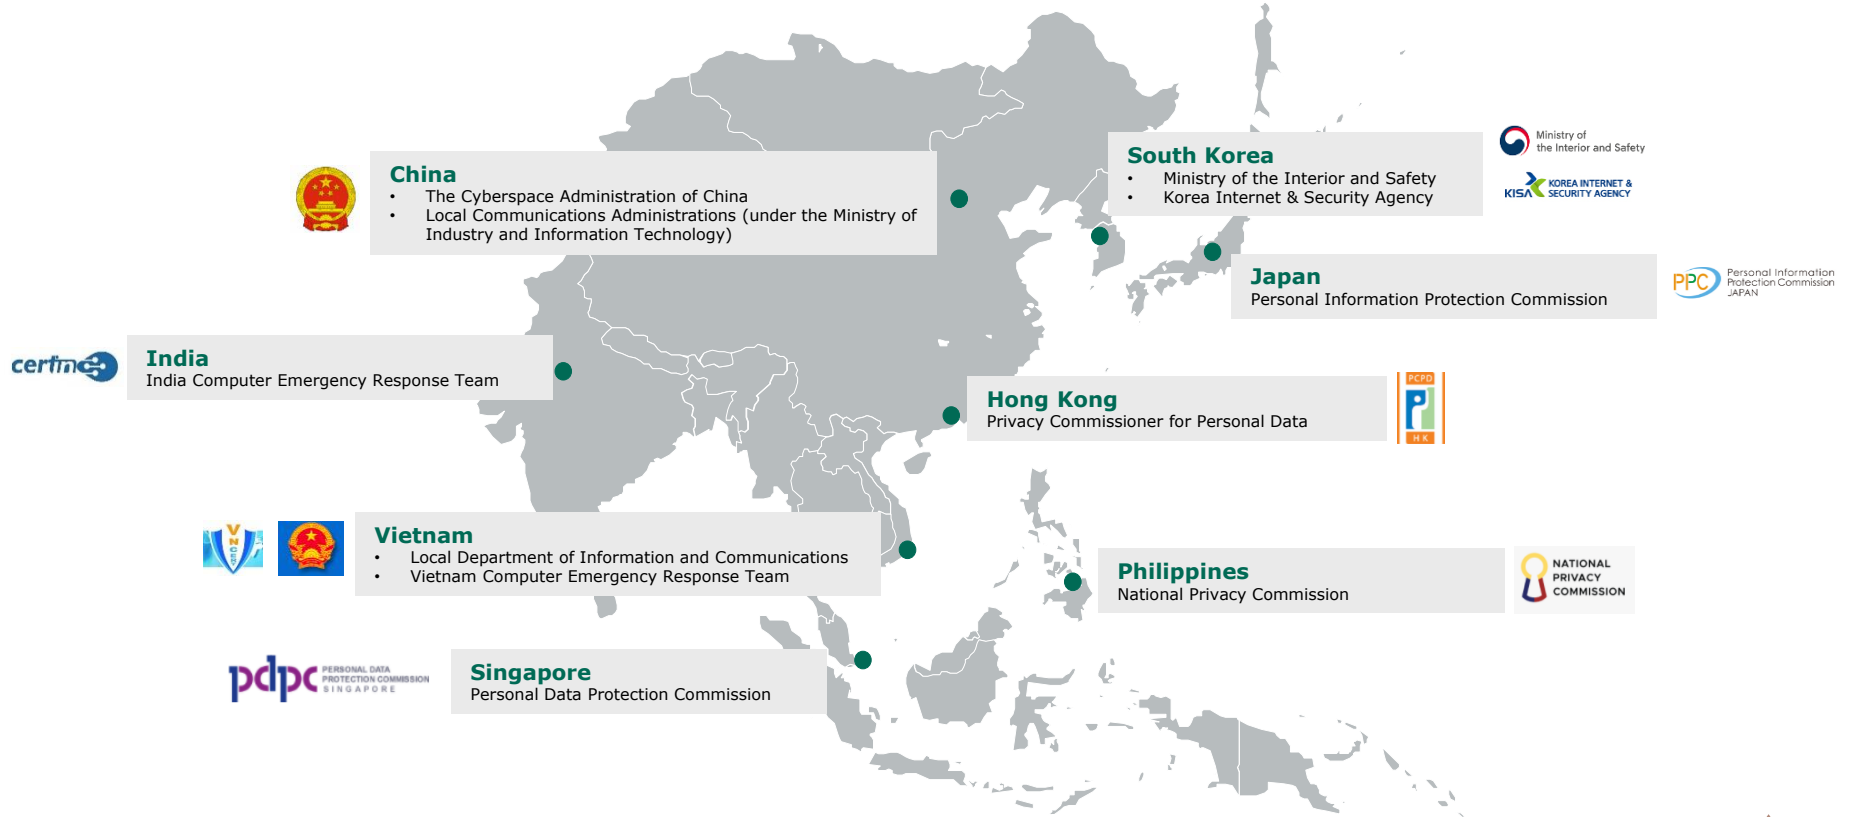 China
• The Cyberspace Administration of China
• Local Communications Administrations (under the Ministry of
Industry and Information Technology)
South Korea
• Ministry of the Interior and Safety
• Korea Internet & Security Agency
Ministry of
the Interior and Safety
KISA KOREA INTERNET &
SECURITY AGENCY
Japan
Personal Information Protection Commission
PPC
Personal Information
Protection Commission
JAPAN
India
India Computer Emergency Response Team
Hong Kong
Privacy Commissioner for Personal Data
PCPD
HK
Vietnam
• Local Department of Information and Communications
• Vietnam Computer Emergency Response Team
Philippines
National Privacy Commission
NATIONAL
PRIVACY
COMMISSION
pdpc
PERSONAL DATA
PROTECTION COMMISSION
SINGAPORE
Singapore
Personal Data Protection Commission